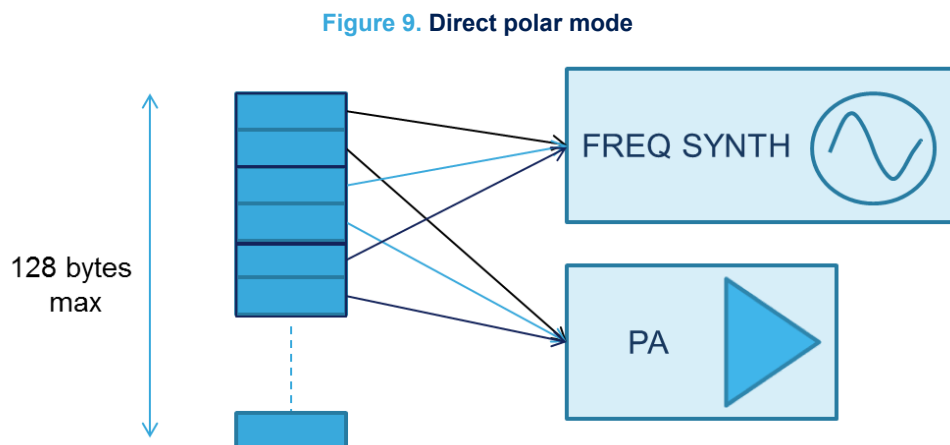 Figure 9. Direct polar mode
FREQ SYNTH
128 bytes
max
PA